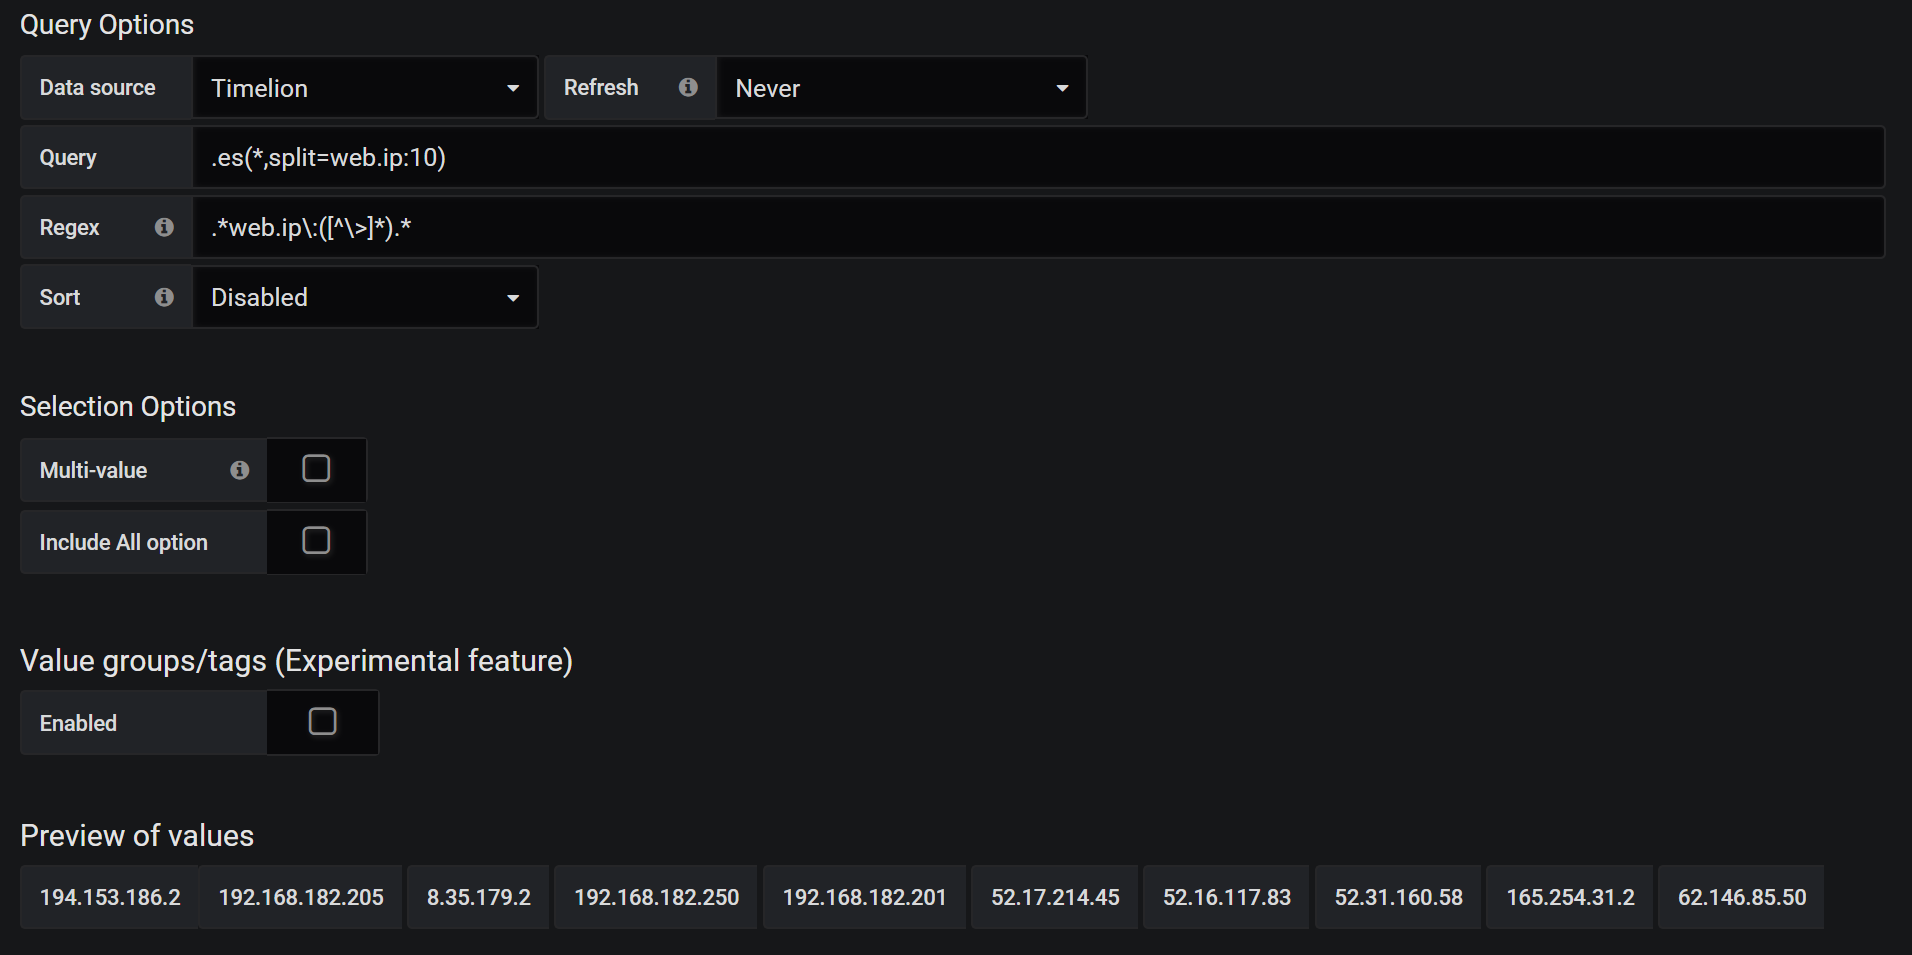 Query Options
Data source Timelion Refresh Never
Query .es(*,split=web.ip:10)
Regex .*web.ip\:([^\>]*).*
Sort Disabled
Selection Options
Multi-value
Include All option
Value groups/tags (Experimental feature)
Enabled
Preview of values
194.153.186.2 192.168.182.205 8.35.179.2 192.168.182.250 192.168.182.201 52.17.214.45 52.16.117.83 52.31.160.58 165.254.31.2 62.146.85.50